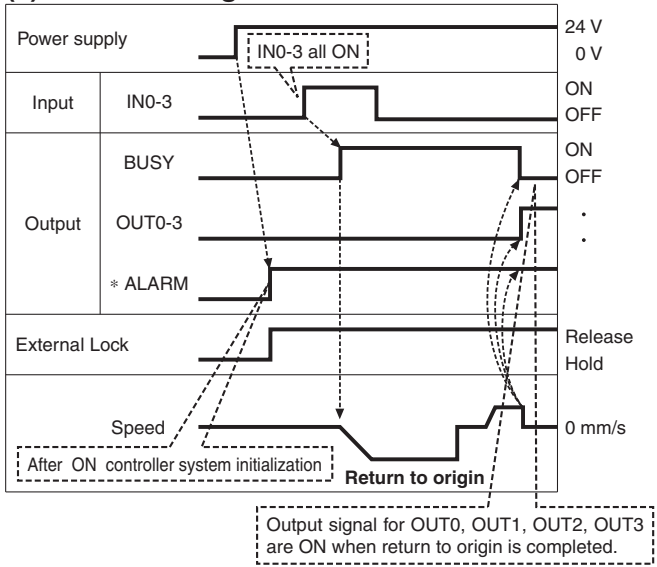 Power supply
24 V
0 V
IN0-3 all ON
Input
IN0-3
ON
OFF
BUSY
ON
OFF
Output
OUT0-3
∗ ALARM
External Lock
Release
Hold
Speed
0 mm/s
After ON controller system initialization
Return to origin
Output signal for OUT0, OUT1, OUT2, OUT3
are ON when return to origin is completed.